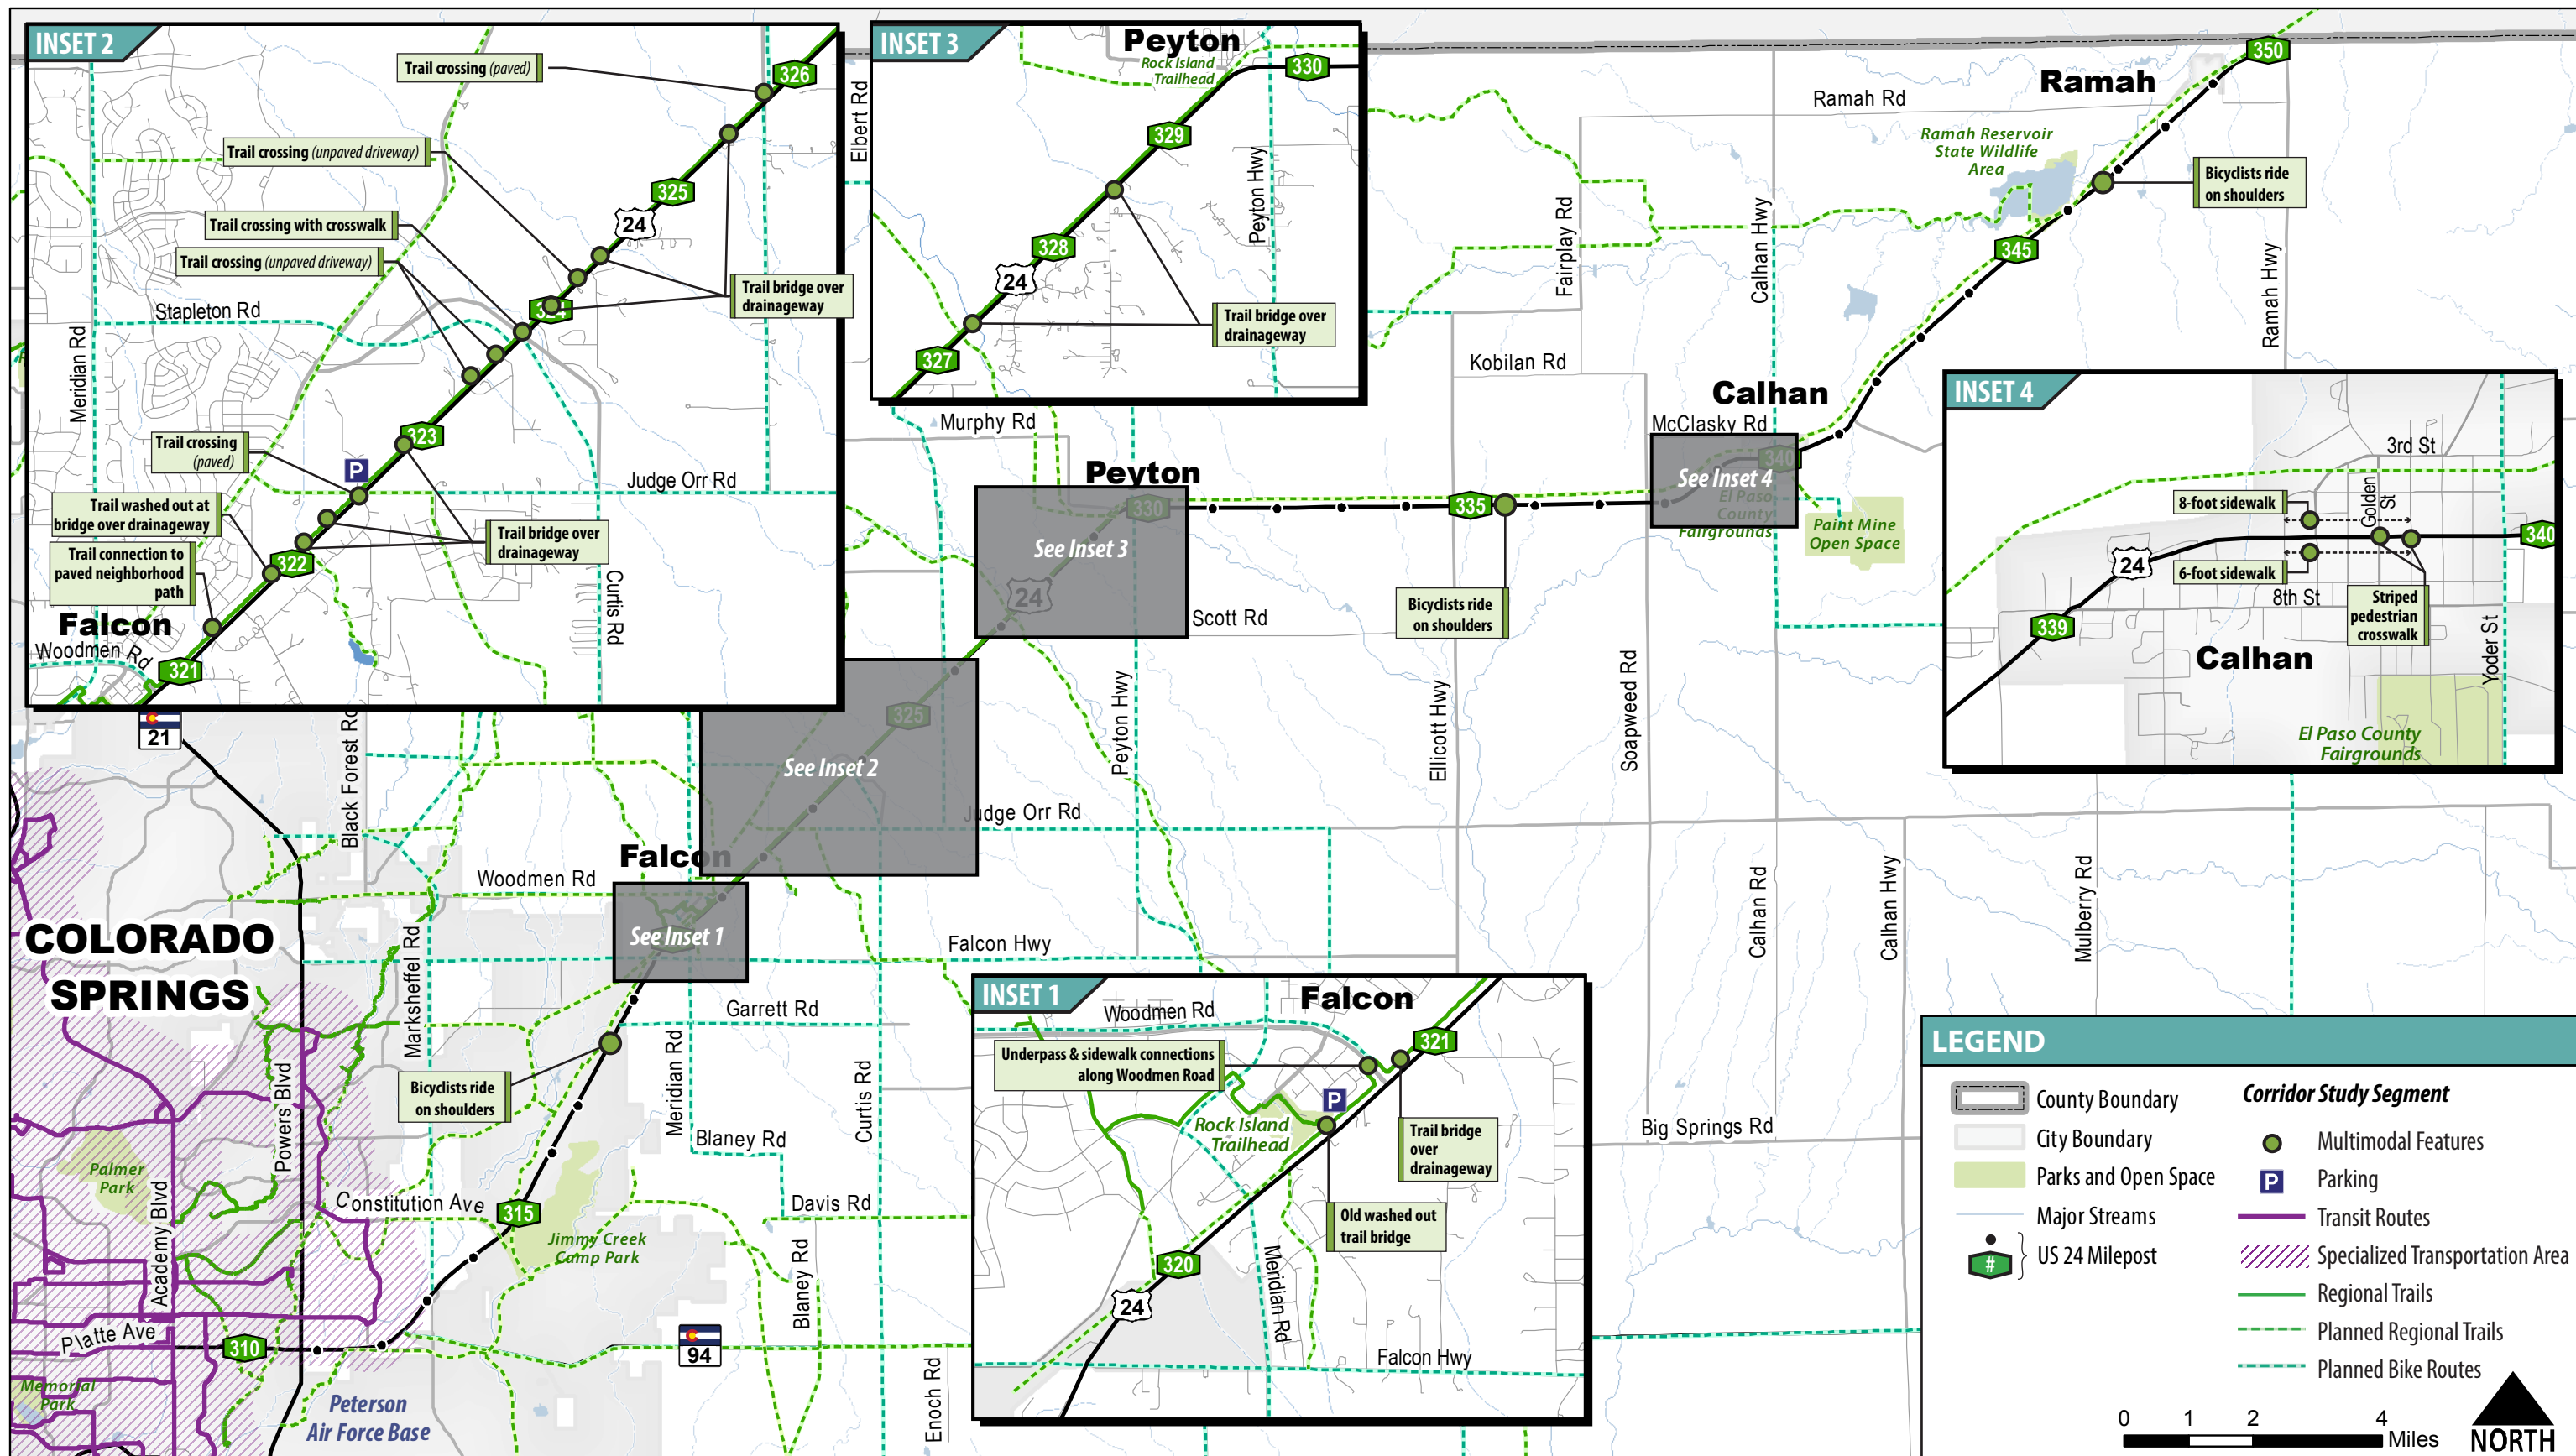 INSET 2
Trail crossing (paved)
326
Trail crossing (unpaved driveway)
325
24
Trail crossing with crosswalk
Trail crossing (unpaved driveway)
Trail bridge over
drainageway
Stapleton Rd
Meridian Rd
323
Trail crossing
(paved)
P
Judge Orr Rd
Trail washed out at
bridge over drainageway
Trail bridge over
drainageway
322
Trail connection to
paved neighborhood
path
Curtis Rd
Falcon
Woodmen Rd
321
INSET 3
Peyton
Rock Island
Trailhead
330
329
Peyton Hwy
328
24
Trail bridge over
drainageway
327
Elbert Rd
350
Ramah
Ramah Rd
Ramah Reservoir
State Wildlife
Area
Bicyclists ride
on shoulders
Fairplay Rd
Calhan Hwy
345
Ramah Hwy
Kobilan Rd
Calhan
McClasky Rd
Murphy Rd
See Inset 4
340
El Paso
County
Fairgrounds
Paint Mine
Open Space
Peyton
330
335
See Inset 3
24
Scott Rd
Bicyclists ride
on shoulders
Peyton Hwy
Ellicott Hwy
Soapweed Rd
INSET 4
3rd St
8-foot sidewalk
Golden
St
24
340
6-foot sidewalk
8th St
Striped
pedestrian
crosswalk
339
Calhan
Yoder St
El Paso County
Fairgrounds
21
Black Forest Rd
325
See Inset 2
Judge Orr Rd
Falcon
Woodmen Rd
See Inset 1
Falcon Hwy
COLORADO
SPRINGS
Marksheffel Rd
Garrett Rd
Meridian Rd
Curtis Rd
Bicyclists ride
on shoulders
Powers Blvd
Blaney Rd
Palmer
Park
Academy Blvd
Constitution Ave
315
Davis Rd
Jimmy Creek
Camp Park
Blaney Rd
Platte Ave
310
94
Memorial
Park
Peterson
Air Force Base
Enoch Rd
Calhan Rd
Calhan Hwy
Mulberry Rd
Big Springs Rd
INSET 1
Falcon
Woodmen Rd
321
Underpass & sidewalk connections
along Woodmen Road
P
Rock Island
Trailhead
Trail bridge
over
drainageway
Old washed out
trail bridge
320
24
Meridian Rd
Falcon Hwy
LEGEND
County Boundary
City Boundary
Parks and Open Space
Major Streams
# US 24 Milepost
Corridor Study Segment
Multimodal Features
P Parking
Transit Routes
Specialized Transportation Area
Regional Trails
Planned Regional Trails
Planned Bike Routes
0 1 2 4
Miles
NORTH